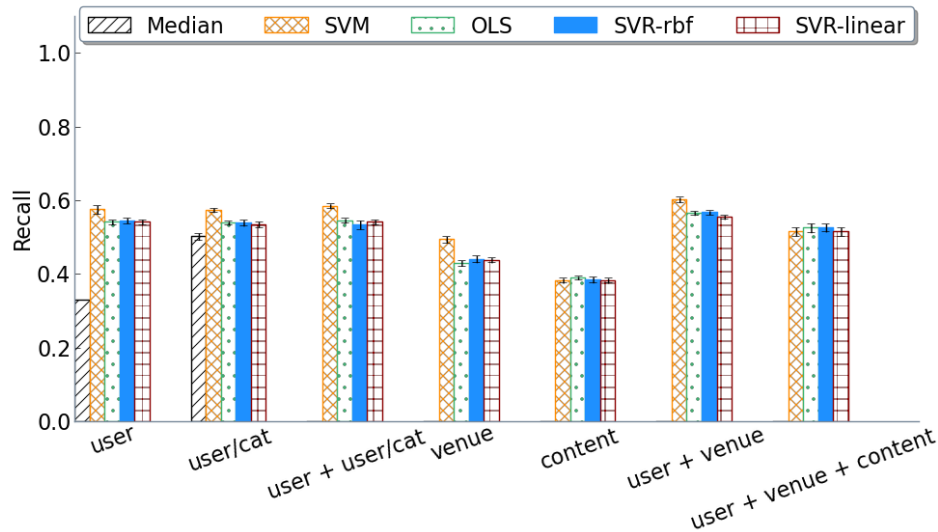 Median SVM OLS SVR-rbf SVR-linear
1.0
0.8
0.6
0.4
0.2
0.0
Recall
user user/cat user + user/cat venue content user + venue user + venue + content